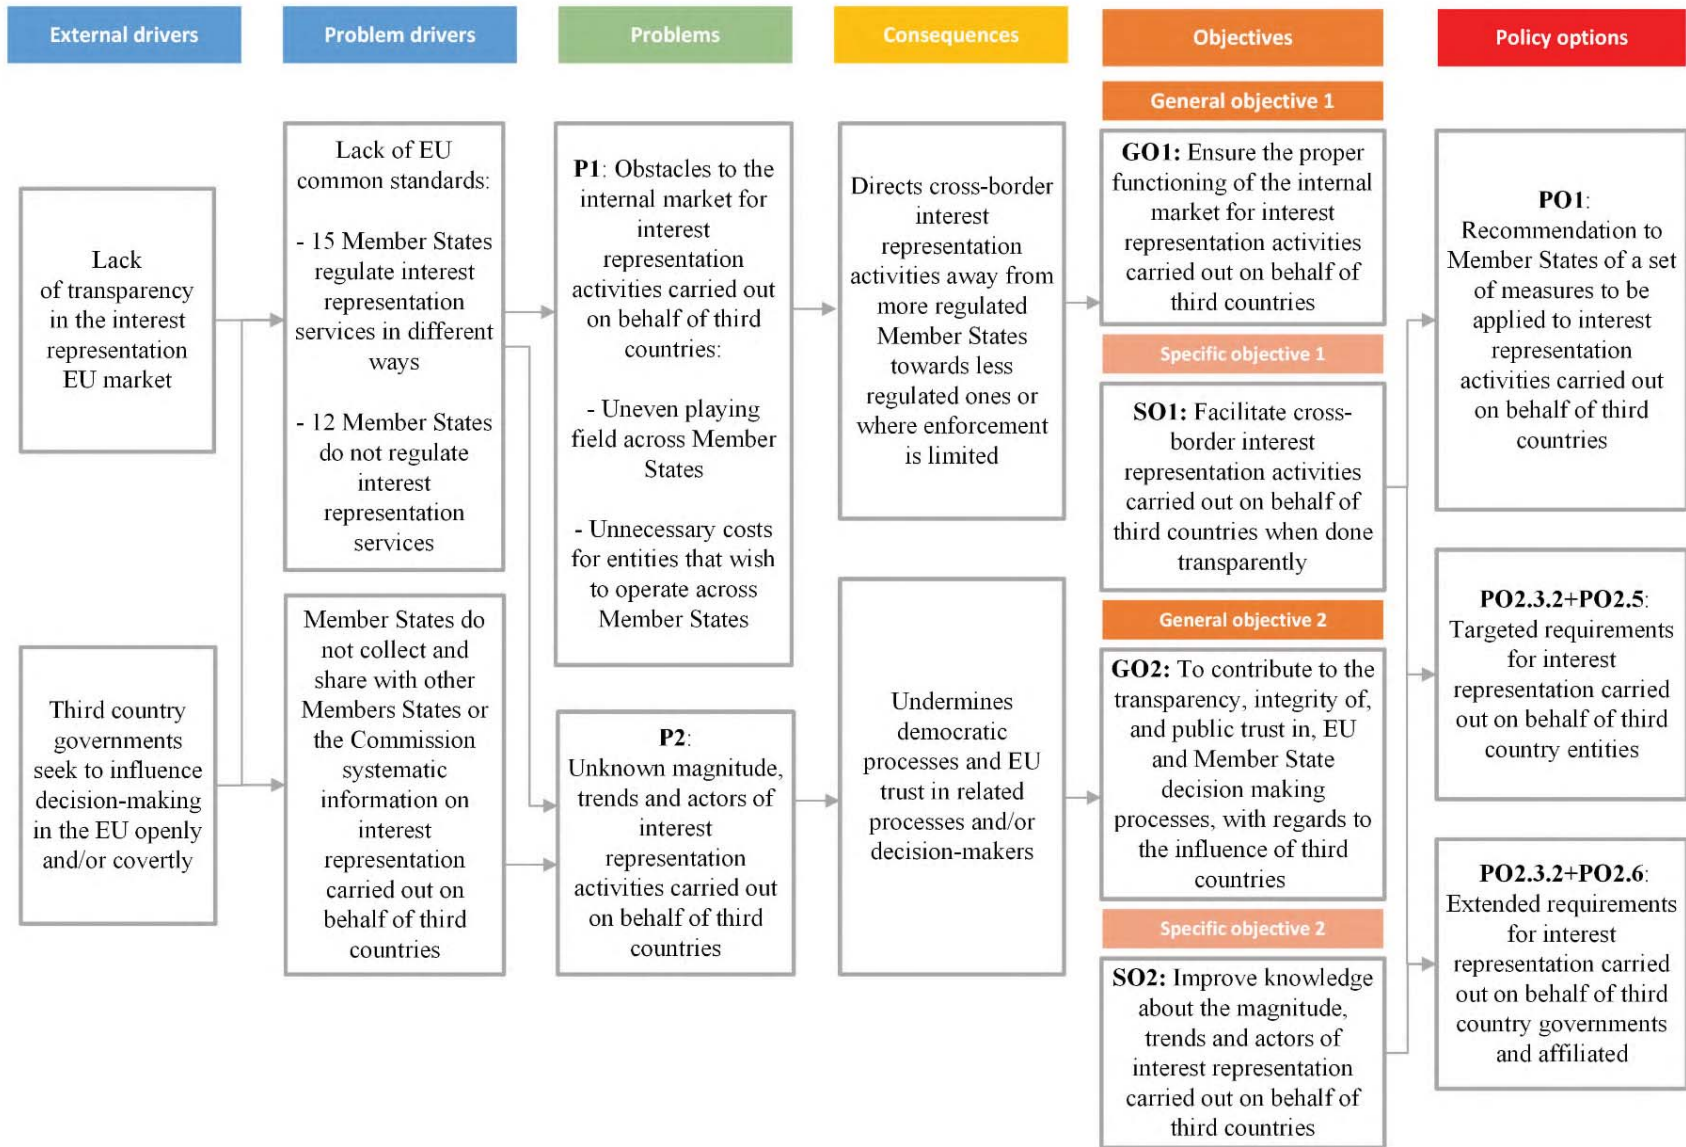 External drivers
Problem drivers
Problems
Consequences
Objectives
Policy options
Lack
of transparency
in the interest
representation
EU market
Third country
governments
seek to influence
decision-making
in the EU openly
and/or covertly
Lack of EU
common standards:
- 15 Member States
regulate interest
representation
services in different
ways
- 12 Member States
do not regulate
interest
representation
services
Member States do
not collect and
share with other
Members States or
the Commission
systematic
information on
interest
representation
carried out on
behalf of third
countries
P1: Obstacles to the
internal market for
interest
representation
activities carried out
on behalf of third
countries:
- Uneven playing
field across Member
States
- Unnecessary costs
for entities that wish
to operate across
Member States
P2:
Unknown magnitude,
trends and actors of
interest
representation
activities carried out
on behalf of third
countries
Directs cross-border
interest
representation
activities away from
more regulated
Member States
towards less
regulated ones or
where enforcement
is limited
Undermines
democratic
processes and EU
trust in related
processes and/or
decision-makers
General objective 1
GO1: Ensure the proper
functioning of the internal
market for interest
representation activities
carried out on behalf of
third countries
Specific objective 1
SO1: Facilitate cross-
border interest
representation activities
carried out on behalf of
third countries when done
transparently
General objective 2
GO2: To contribute to the
transparency, integrity of,
and public trust in, EU
and Member State
decision making
processes, with regards to
the influence of third
countries
Specific objective 2
SO2: Improve knowledge
about the magnitude,
trends and actors of
interest representation
carried out on behalf of
third countries
PO1:
Recommendation to
Member States of a set
of measures to be
applied to interest
representation
activities carried out
on behalf of third
countries
PO2.3.2+PO2.5:
Targeted requirements
for interest
representation carried
out on behalf of third
country entities
PO2.3.2+PO2.6:
Extended requirements
for interest
representation carried
out on behalf of third
country governments
and affiliated